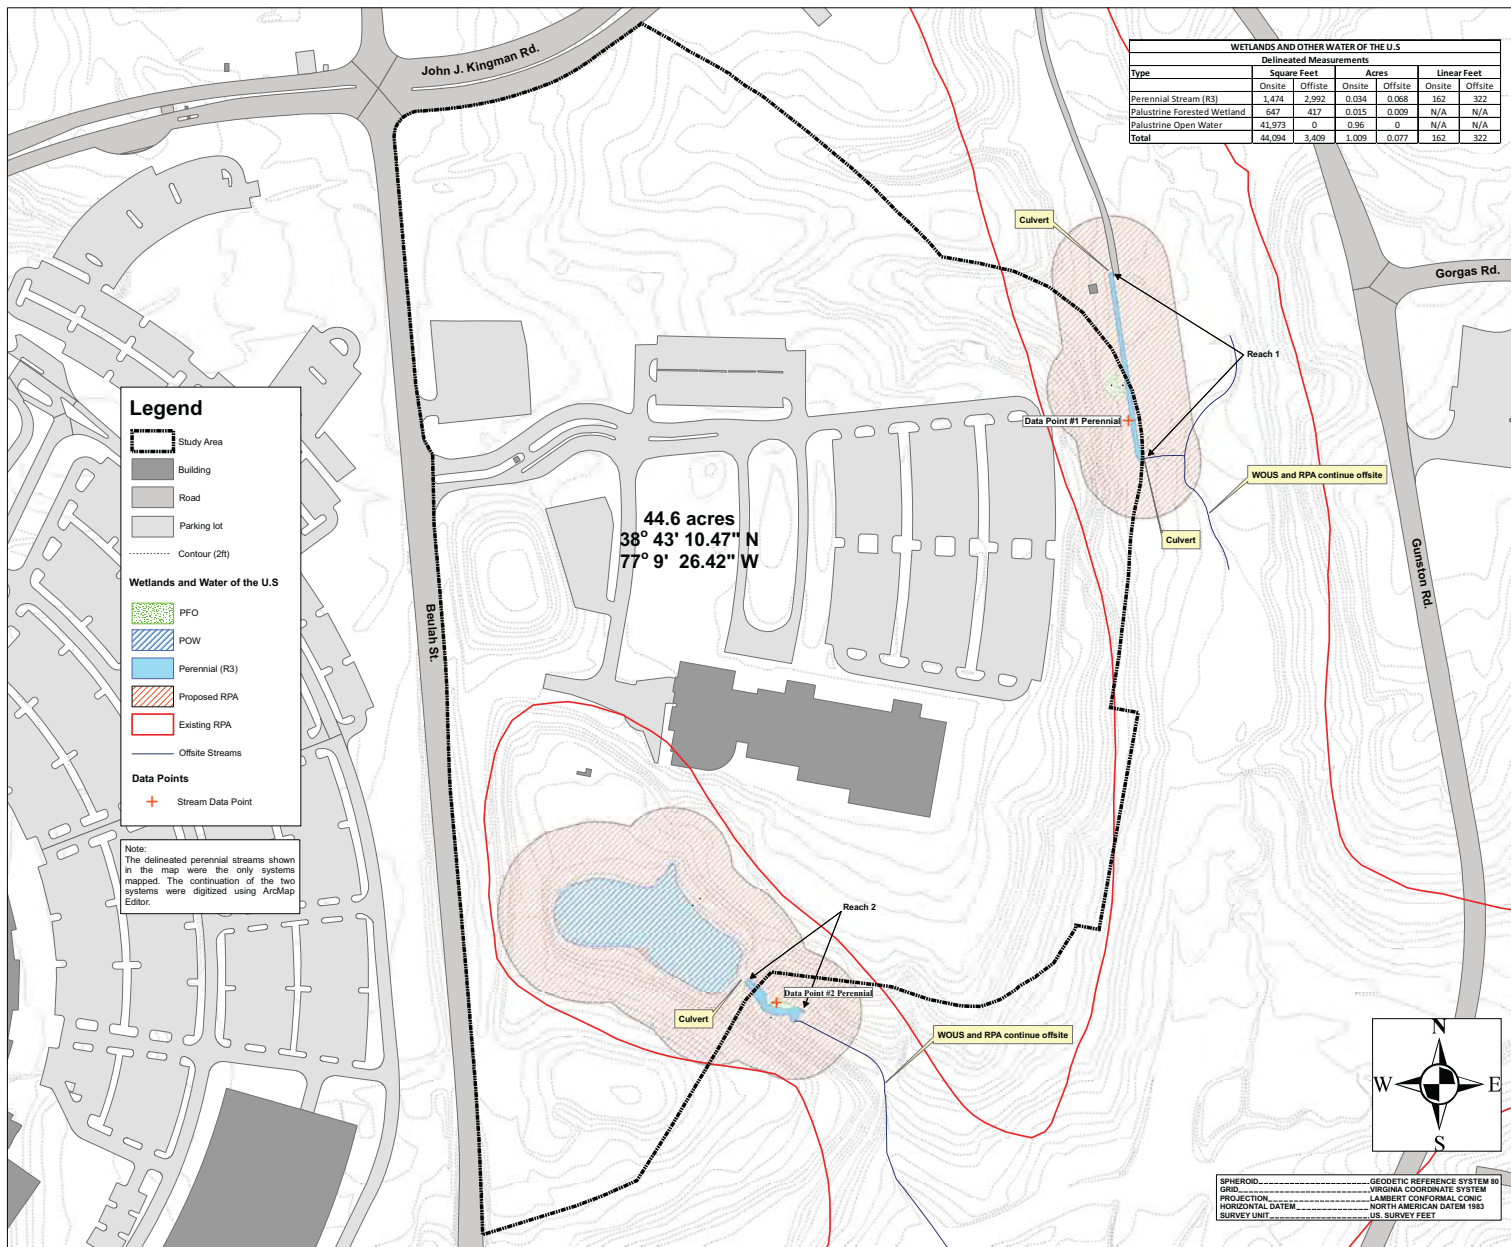 John J. Kingman Rd.
WETLANDS AND OTHER WATER OF THE U.S
Delineated Measurements
Type Square Feet Acres Linear Feet
Onsite Offiste Onsite Offsite Onsite Offsite
Perennial Stream (R3) 1,474 2,992 0.034 0.068 162 322
Palustrine Forested Wetland 647 417 0.015 0.009 N/A N/A
Palustrine Open Water 41,973 0 0.96 0 N/A N/A
Total 44,094 3,409 1.009 0.077 162 322
Culvert
Gorgas Rd.
Reach 1
Data Point #1 Perennial
WOUS and RPA continue offsite
Culvert
Gunston Rd.
44.6 acres
38° 43' 10.47" N
77° 9' 26.42" W
Beulah St.
Legend
Study Area
Building
Road
Parking lot
Contour (2ft)
Wetlands and Water of the U.S
PFO
POW
Perennial (R3)
Proposed RPA
Existing RPA
Offsite Streams
Data Points
Stream Data Point
Note:
The delineated perennial streams shown
in the map were the only systems
mapped. The continuation of the two
systems were digitized using ArcMap
Editor.
Reach 2
Data Point #2 Perennial
Culvert
WOUS and RPA continue offsite
N
W E
S
SPHEROID GEODETIC REFERENCE SYSTEM 80
GRID VIRGINIA COORDINATE SYSTEM
PROJECTION LAMBERT CONFORMAL CONIC
HORIZONTAL DATEM NORTH AMERICAN DATEM 1983
SURVEY UNIT US. SURVEY FEET